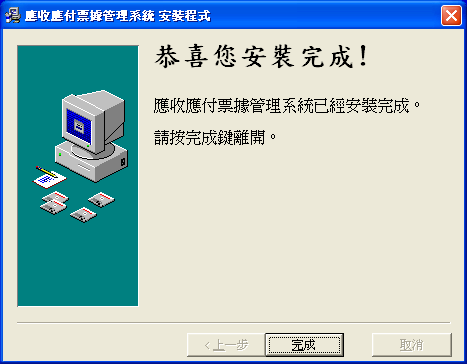 應收應付票據管理系統 安裝程式
恭喜您安裝完成!
應收應付票據管理系統已經安裝完成。
請按完成鍵離開。
<上一步
完成
取消